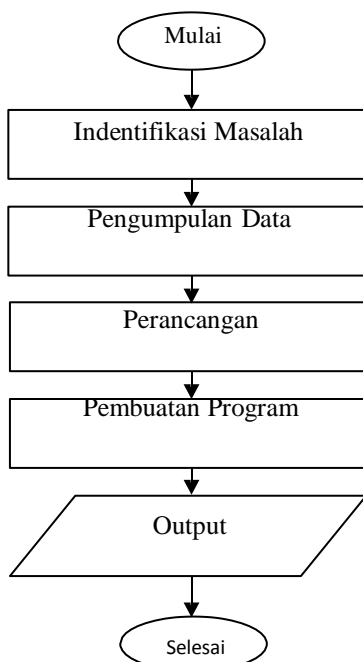 Mulai
Indentifikasi Masalah
Pengumpulan Data
Perancangan
Pembuatan Program
Output
Selesai